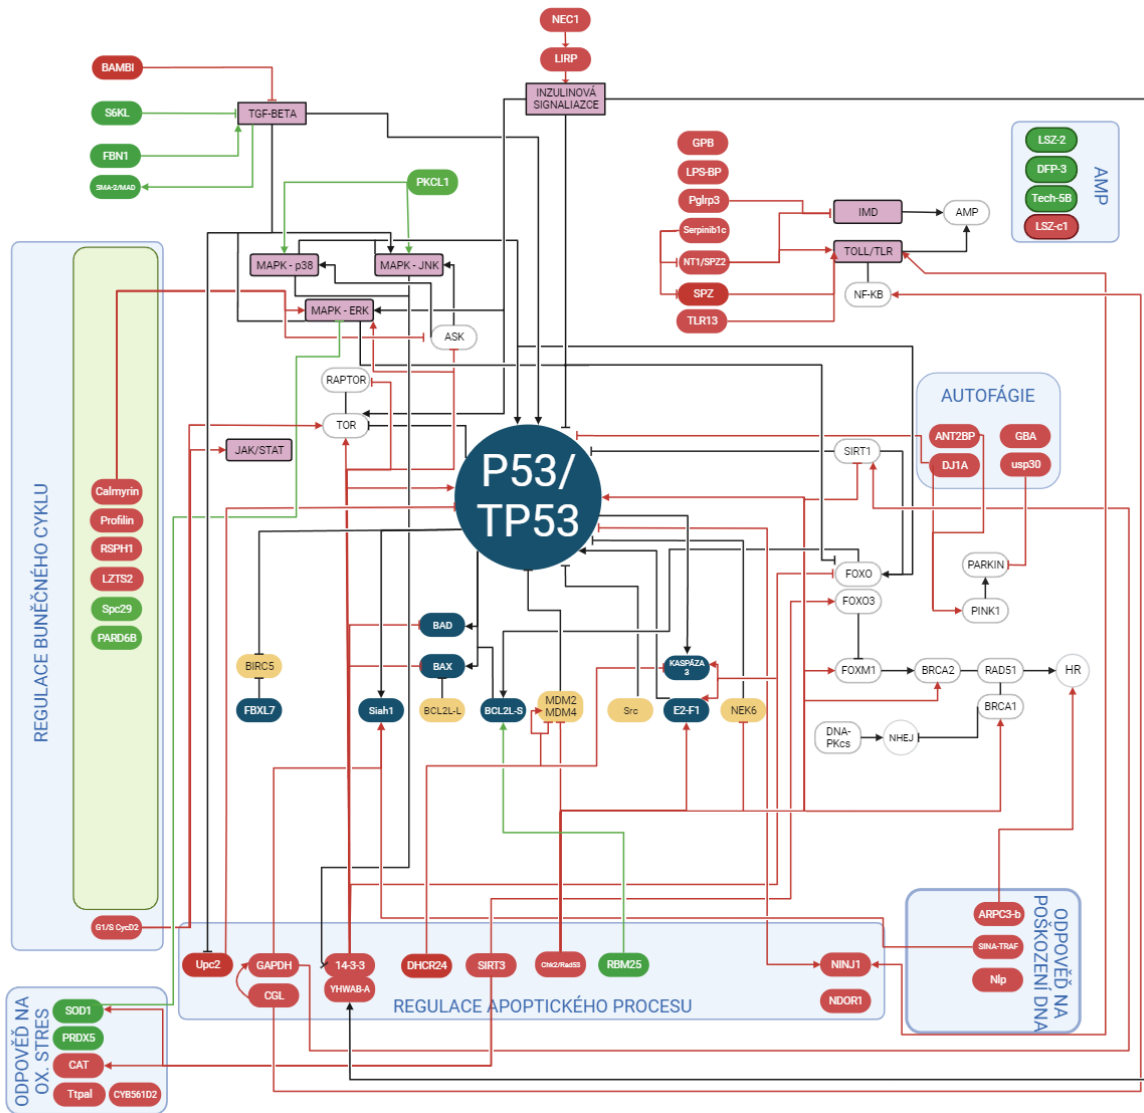 NEC1
LIRP
INZULINOVÁ
SIGNALIAZCE
BAMBI
S6KL
FBN1
SMA-2/MAD
TGF-BETA
PKCL1
MAPK - p38
MAPK - JNK
MAPK - ERK
ASK
RAPTOR
TOR
JAK/STAT
GPB
LPS-BP
Pglrp3
Serpinib1c
NT1/SPZ2
SPZ
TLR13
IMD
AMP
TOLL/TLR
NF-KB
LSZ-2
DFP-3
Tech-5B
LSZ-c1
AMP
AUTOFÁGIE
ANT2BP
GBA
DJ1A
usp30
SIRT1
P53/
TP53
PARKIN
PINK1
FOXO
FOXO3
FOXM1
BRCA2
RAD51
HR
BRCA1
DNA-
PKcs
NHEJ
REGULACE BUNĚČNÉHO CYKLU
Calmyrin
Profilin
RSPH1
LZTS2
Spc29
PARD6B
G1/S CycD2
BAD
BAX
BIRC5
FBXL7
Siah1
BCL2L-L
BCL2L-S
MDM2
MDM4
Src
KASPÁZA
3
E2-F1
NEK6
Upc2
GAPDH
CGL
14-3-3
YHWAB-A
DHCR24
SIRT3
Chk2/Rad53
RBM25
NINJ1
NDOR1
REGULACE APOPTICKÉHO PROCESU
ARPC3-b
SINA-TRAF
Nlp
ODPOVĚĎ NA
POŠKOZENÍ DNA
ODPOVĚĎ NA
OX. STRES
SOD1
PRDX5
CAT
Ttpal
CYB561D2